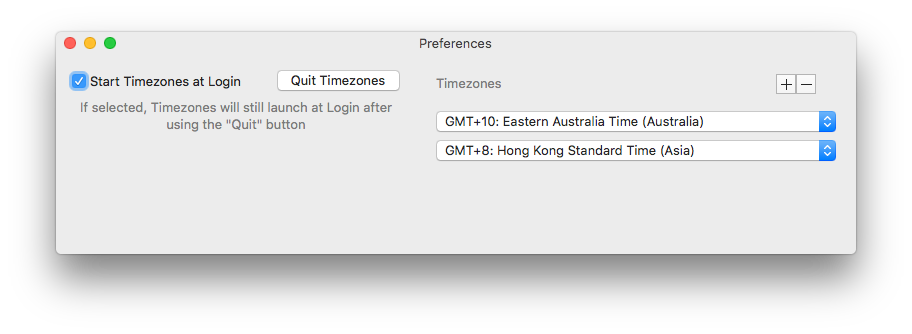 Preferences
Start Timezones at Login
Quit Timezones
If selected, Timezones will still launch at Login after
using the "Quit" button
Timezones
+ −
GMT+10: Eastern Australia Time (Australia)
GMT+8: Hong Kong Standard Time (Asia)